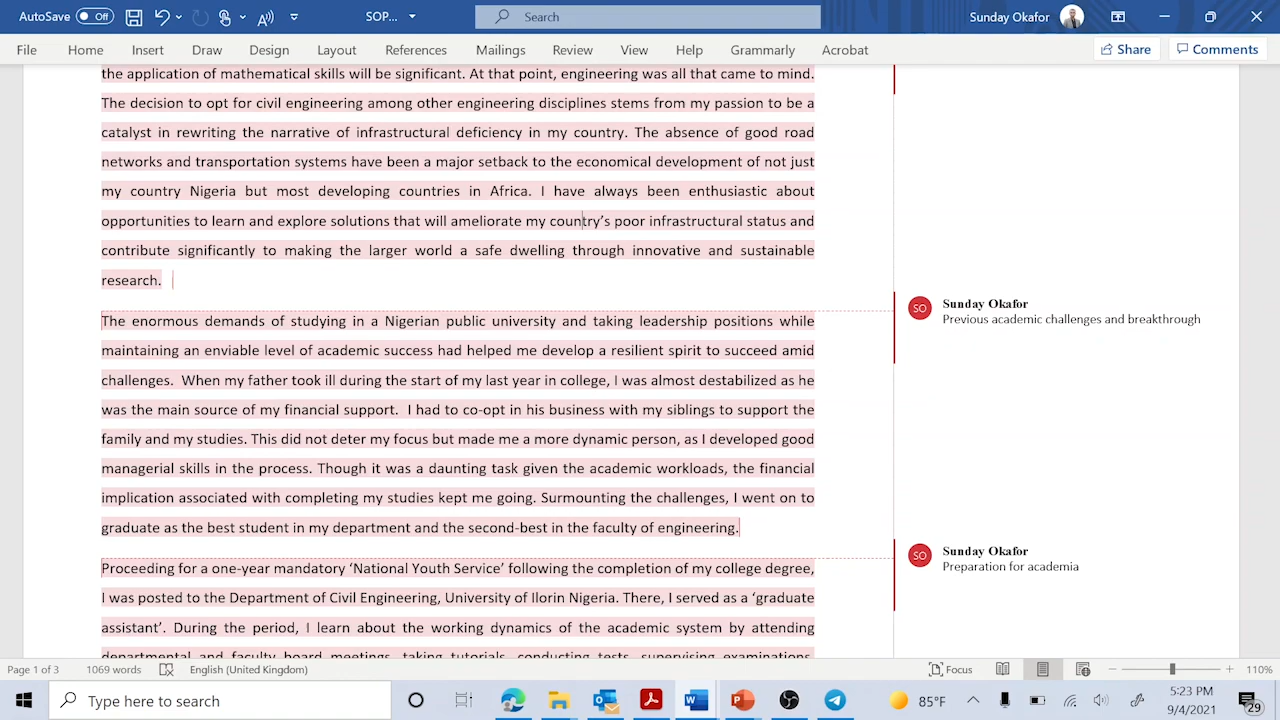 AutoSave Off SOP... Search Sunday Okafor
File Home Insert Draw Design Layout References Mailings Review View Help Grammarly Acrobat Share Comments
the application of mathematical skills will be significant. At that point, engineering was all that came to mind.
The decision to opt for civil engineering among other engineering disciplines stems from my passion to be a
catalyst in rewriting the narrative of infrastructural deficiency in my country. The absence of good road
networks and transportation systems have been a major setback to the economical development of not just
my country Nigeria but most developing countries in Africa. I have always been enthusiastic about
opportunities to learn and explore solutions that will ameliorate my country's poor infrastructural status and
contribute significantly to making the larger world a safe dwelling through innovative and sustainable
research.
SO Sunday Okafor
Previous academic challenges and breakthrough
The enormous demands of studying in a Nigerian public university and taking leadership positions while
maintaining an enviable level of academic success had helped me develop a resilient spirit to succeed amid
challenges. When my father took ill during the start of my last year in college, I was almost destabilized as he
was the main source of my financial support. I had to co-opt in his business with my siblings to support the
family and my studies. This did not deter my focus but made me a more dynamic person, as I developed good
managerial skills in the process. Though it was a daunting task given the academic workloads, the financial
implication associated with completing my studies kept me going. Surmounting the challenges, I went on to
graduate as the best student in my department and the second-best in the faculty of engineering.
SO Sunday Okafor
Preparation for academia
Proceeding for a one-year mandatory ‘National Youth Service’ following the completion of my college degree,
I was posted to the Department of Civil Engineering, University of Ilorin Nigeria. There, I served as a ‘graduate
assistant’. During the period, I learn about the working dynamics of the academic system by attending
departmental and faculty board meetings, taking tutorials, conducting tests, supervising examinations,
Page 1 of 3 1069 words English (United Kingdom) Focus 110%
Type here to search 85°F 5:23 PM
9/4/2021 29